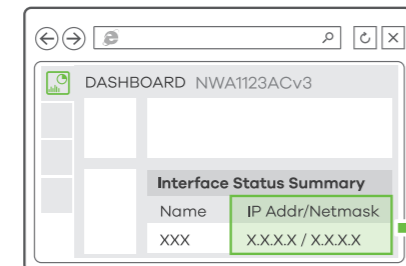 DASHBOARD NWA1123ACv3
Interface Status Summary
Name IP Addr/Netmask
XXX X.X.X.X / X.X.X.X